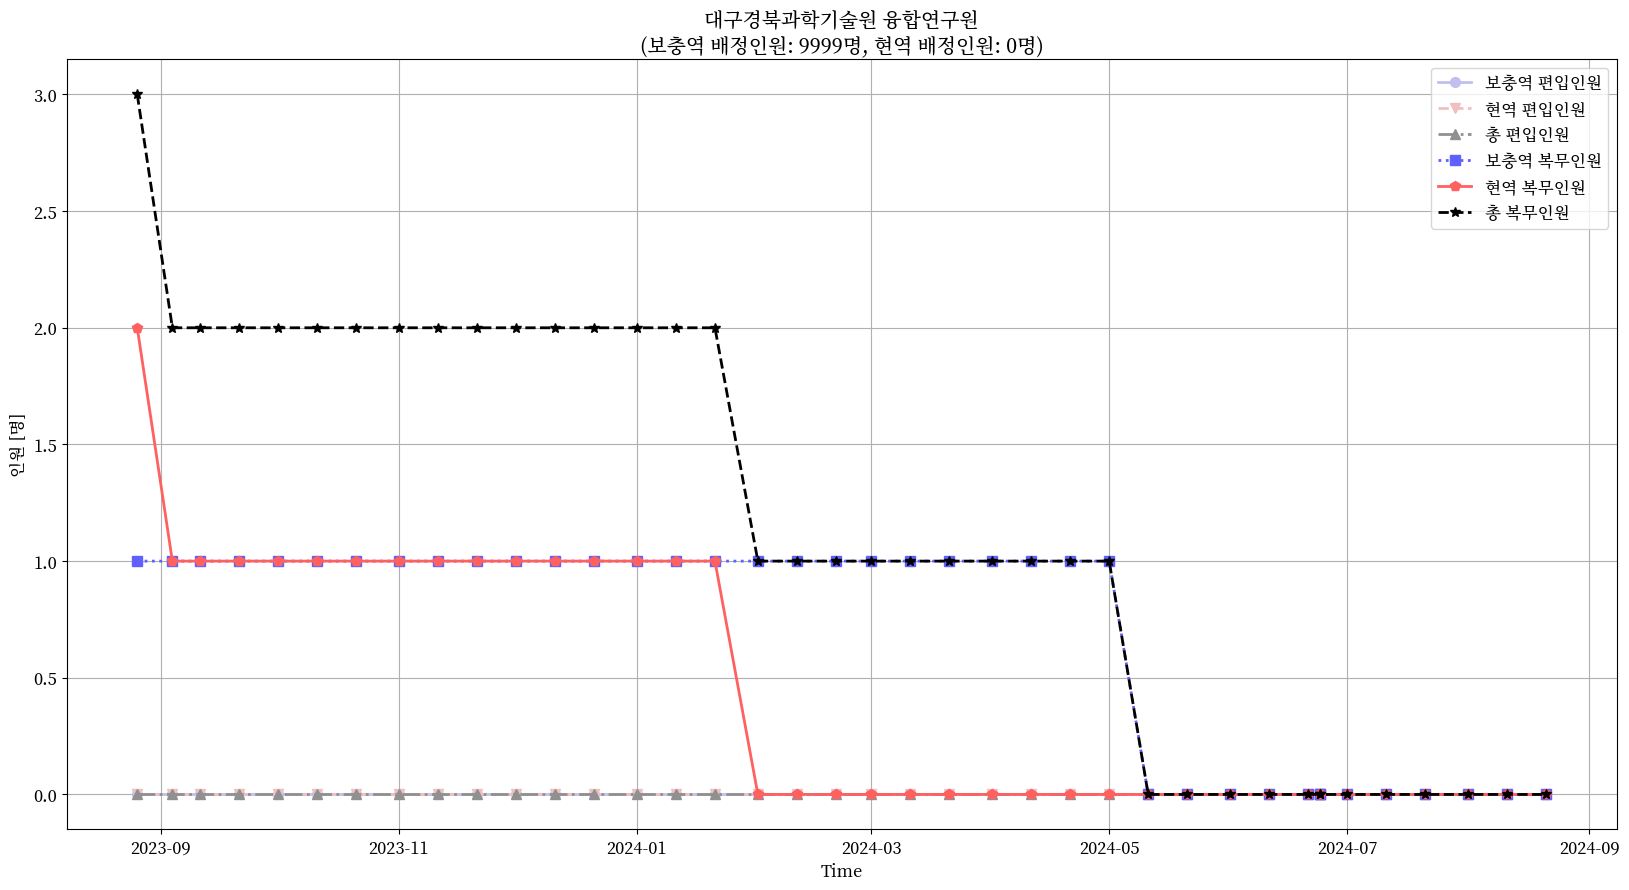 대구경북과학기술원 융합연구원
(보충역 배정인원: 9999명, 현역 배정인원: 0명)
보충역 편입인원
현역 편입인원
총 편입인원
보충역 복무인원
현역 복무인원
총 복무인원
인원 [명]
3.0
2.5
2.0
1.5
1.0
0.5
0.0
2023-09
2023-11
2024-01
2024-03
2024-05
2024-07
2024-09
Time